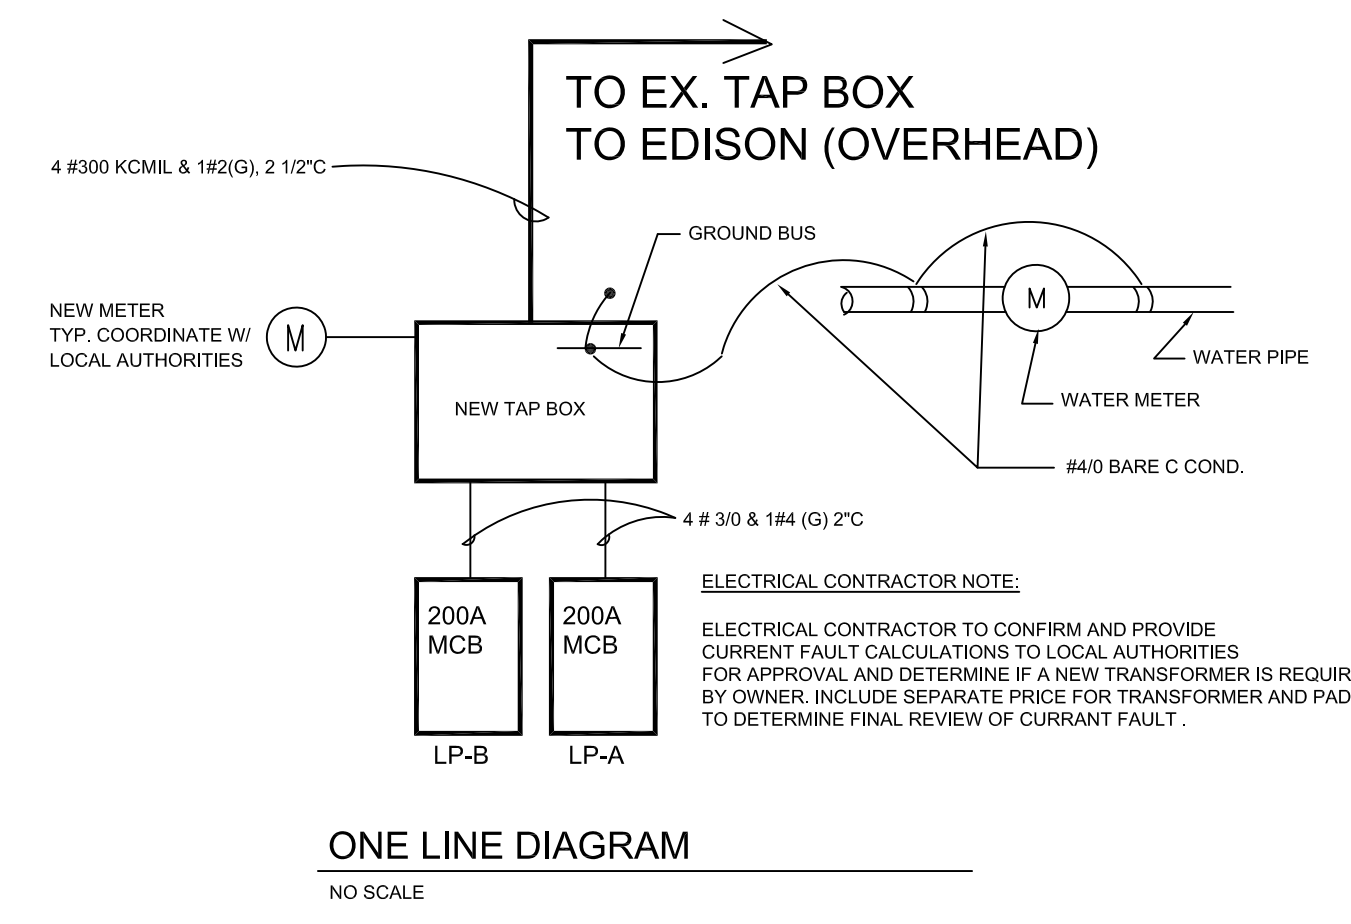 TO EX. TAP BOX
TO EDISON (OVERHEAD)
4 #300 KCMIL & 1#2(G), 2 1/2"C
GROUND BUS
NEW METER
TYP. COORDINATE W/
LOCAL AUTHORITIES
M
M
WATER PIPE
WATER METER
NEW TAP BOX
#4/0 BARE C COND.
4 # 3/0 & 1#4 (G) 2"C
200A
MCB
200A
MCB
LP-B
LP-A
ELECTRICAL CONTRACTOR NOTE:
ELECTRICAL CONTRACTOR TO CONFIRM AND PROVIDE
CURRENT FAULT CALCULATIONS TO LOCAL AUTHORITIES
FOR APPROVAL AND DETERMINE IF A NEW TRANSFORMER IS REQUIR
BY OWNER. INCLUDE SEPARATE PRICE FOR TRANSFORMER AND PAD
TO DETERMINE FINAL REVIEW OF CURRANT FAULT .
ONE LINE DIAGRAM
NO SCALE